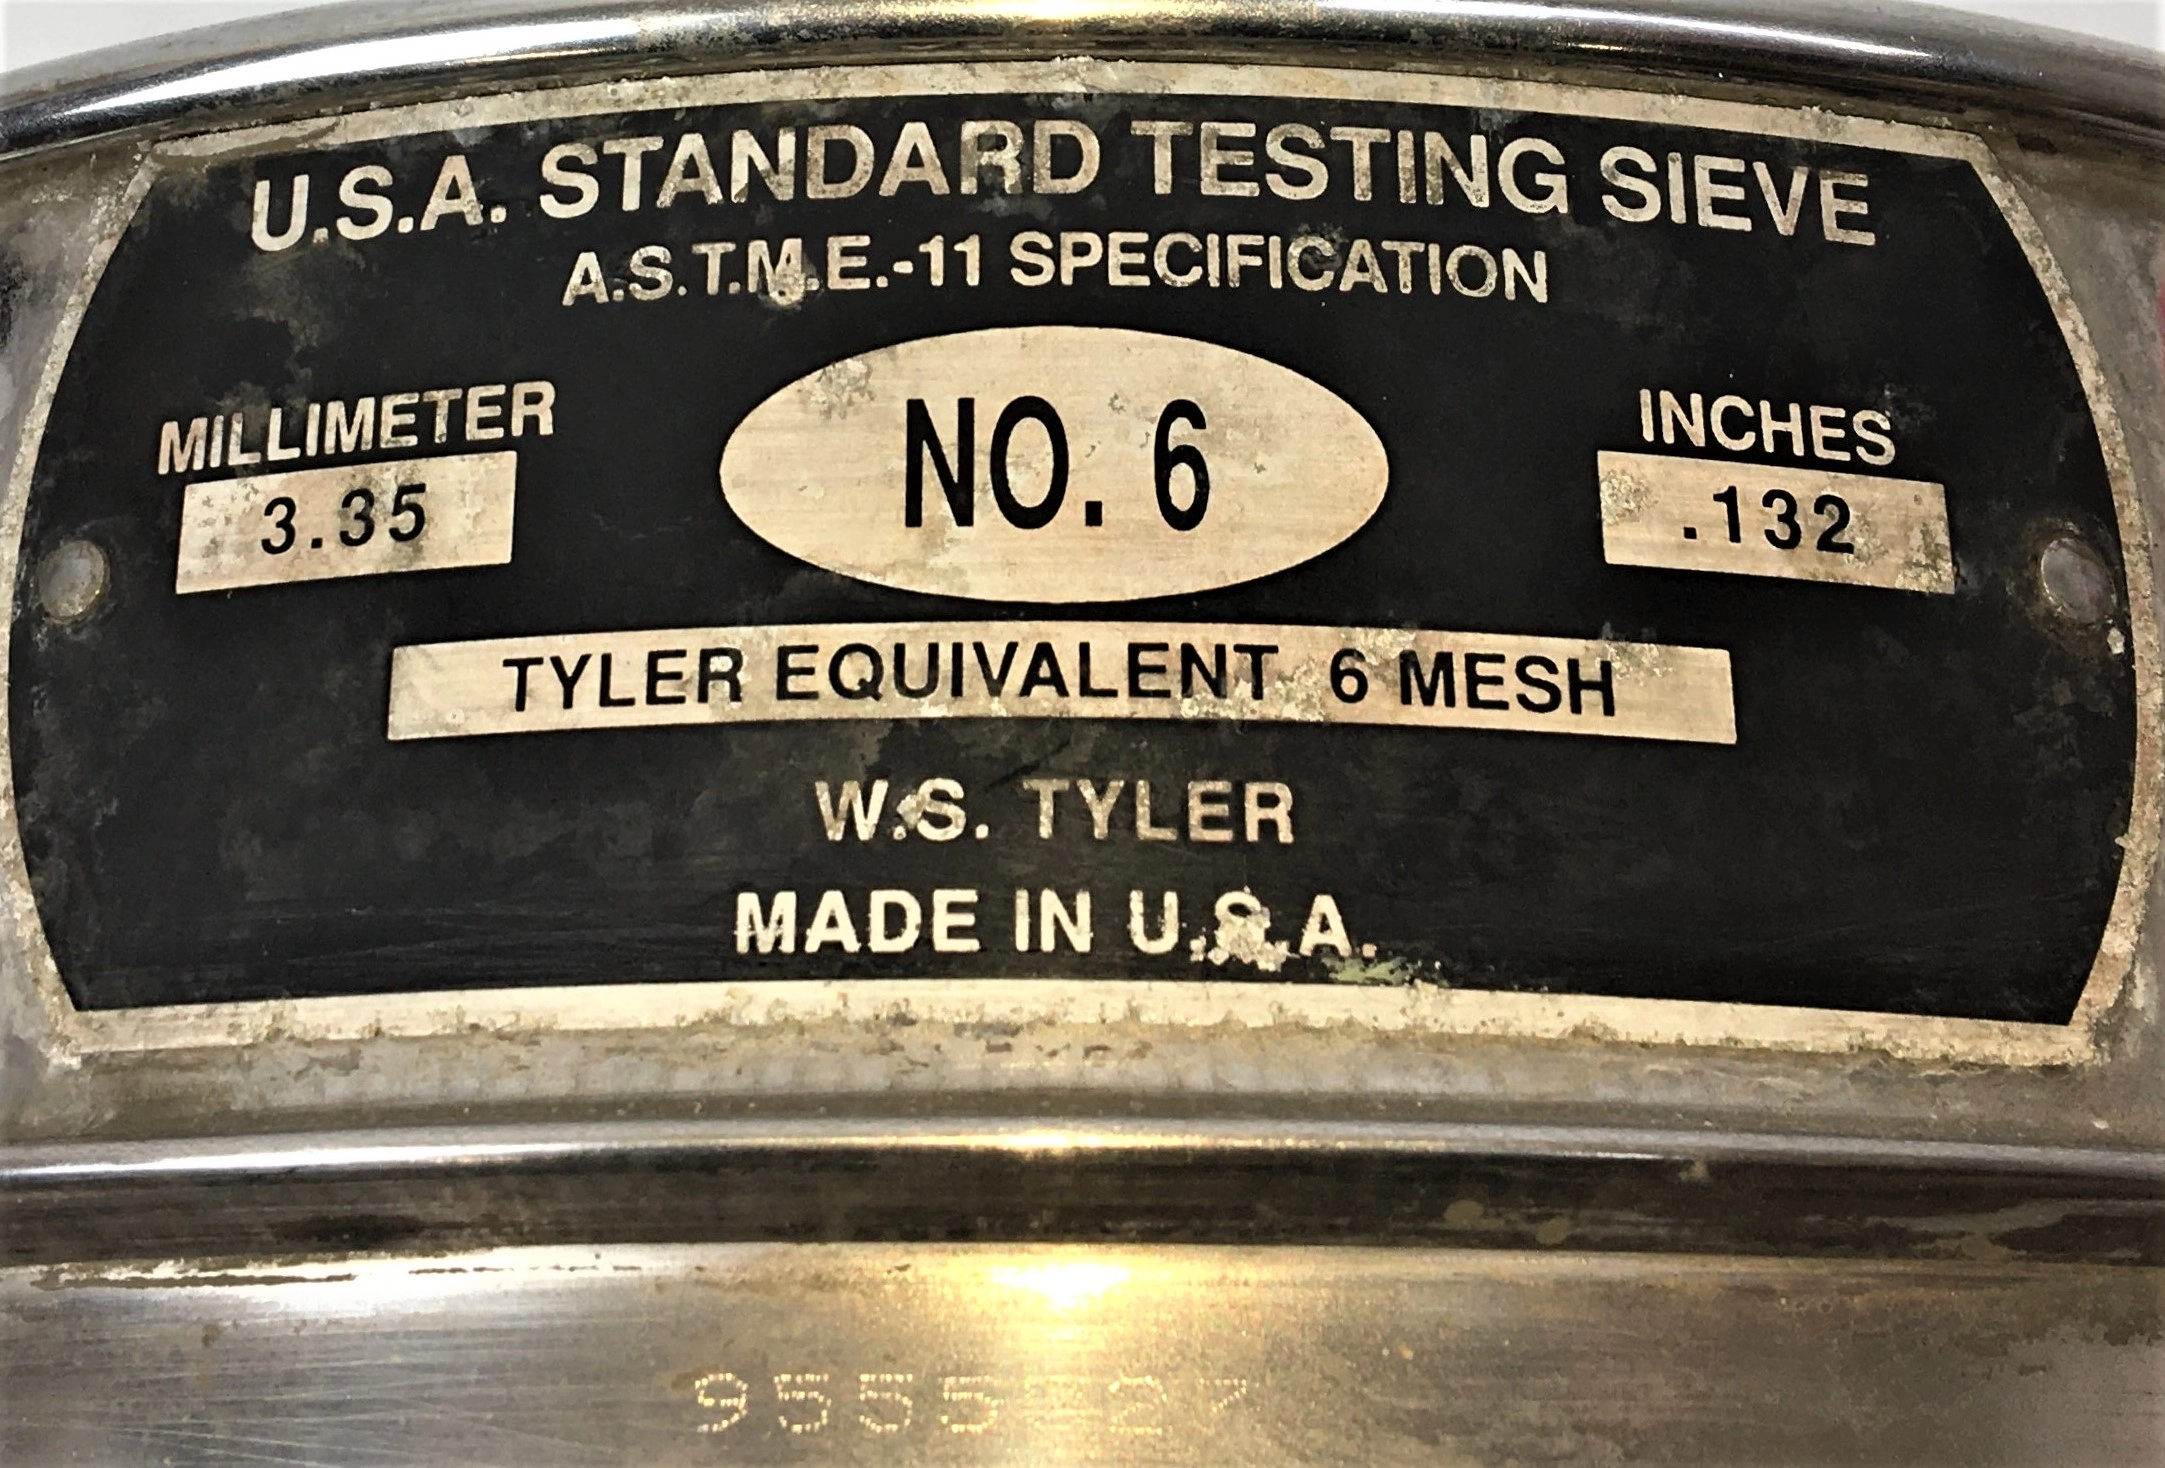 U.S.A. STANDARD TESTING SIEVE
A.S.T.M.E.-11 SPECIFICATION
MILLIMETER
3.35
NO. 6
INCHES
.132
TYLER EQUIVALENT 6 MESH
W.S. TYLER
MADE IN U.S.A.